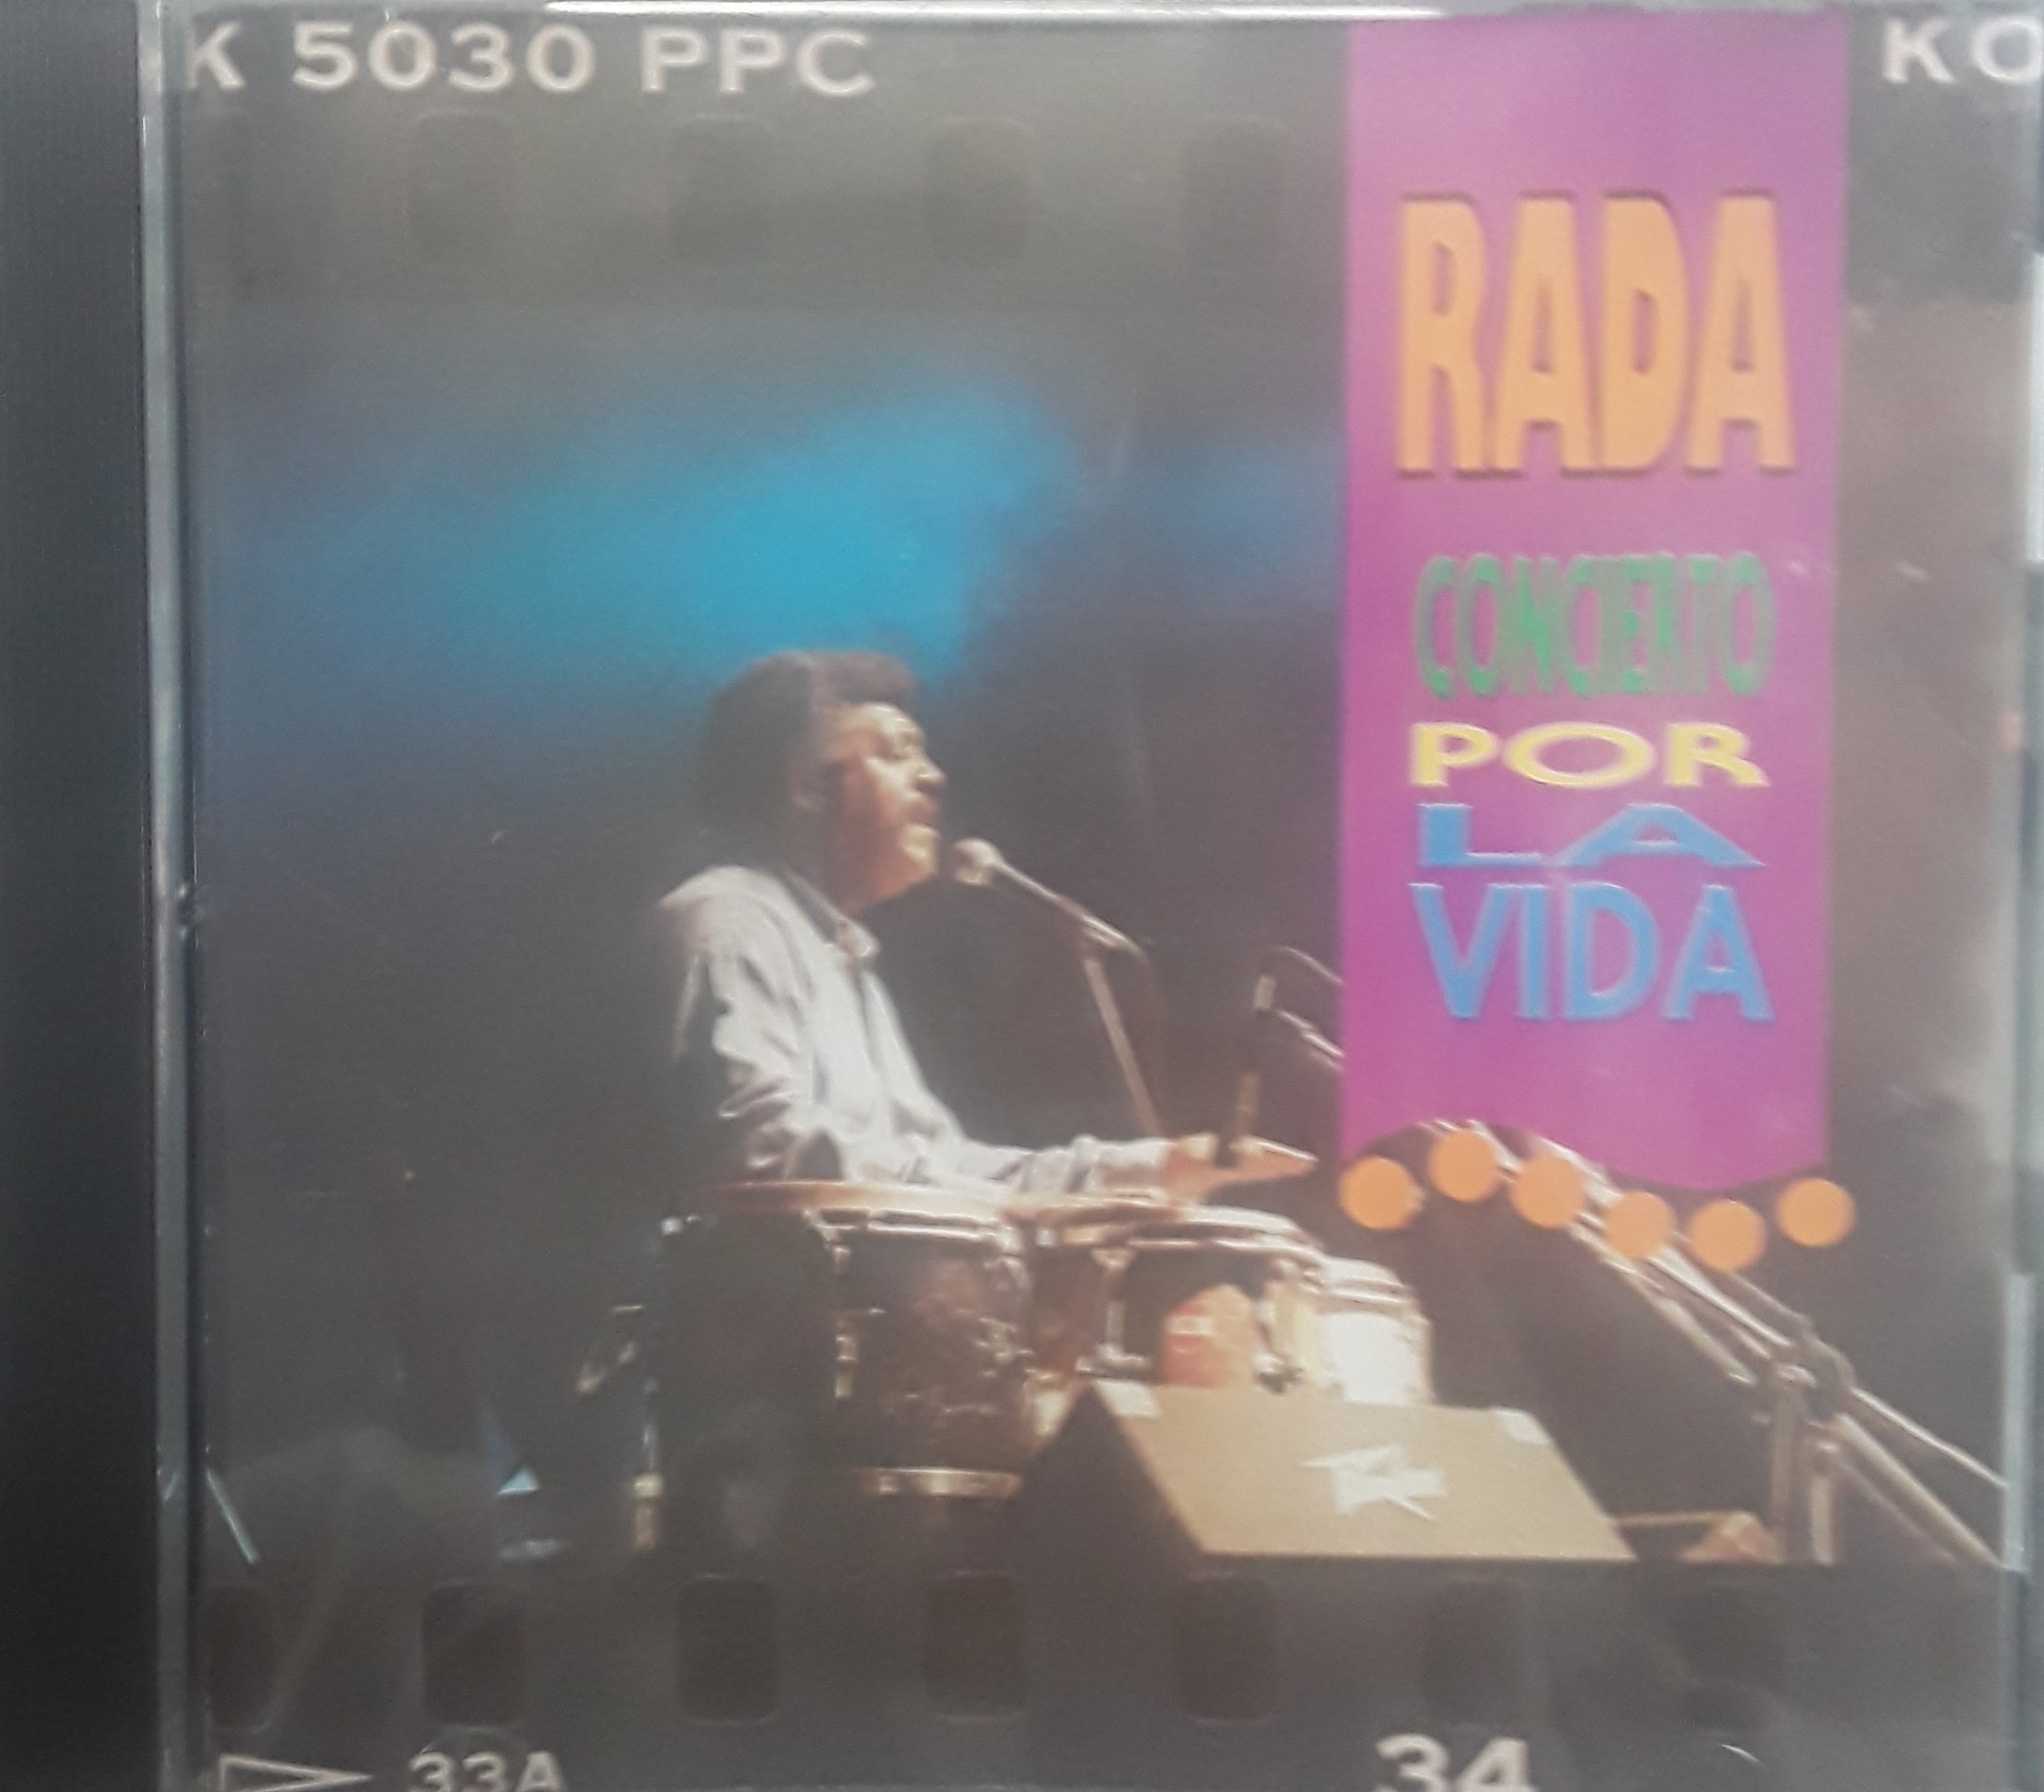 K 5030 PPC
KO
RADA
CONCIERTO
POR
LA
VIDA
33A
34